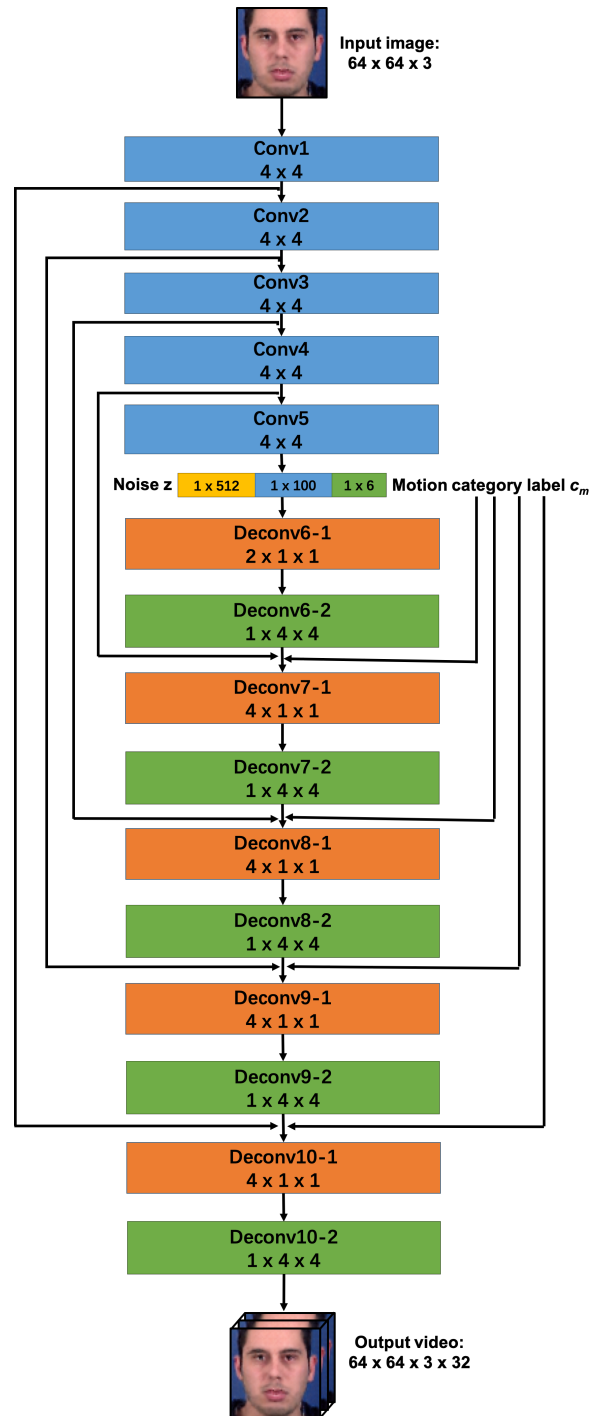 Input image:
64 x 64 x 3
Conv1
4 x 4
Conv2
4 x 4
Conv3
4 x 4
Conv4
4 x 4
Conv5
4 x 4
Noise z 1 x 512 1 x 100 1 x 6 Motion category label cₘ
Deconv6-1
2 x 1 x 1
Deconv6-2
1 x 4 x 4
Deconv7-1
4 x 1 x 1
Deconv7-2
1 x 4 x 4
Deconv8-1
4 x 1 x 1
Deconv8-2
1 x 4 x 4
Deconv9-1
4 x 1 x 1
Deconv9-2
1 x 4 x 4
Deconv10-1
4 x 1 x 1
Deconv10-2
1 x 4 x 4
Output video:
64 x 64 x 3 x 32